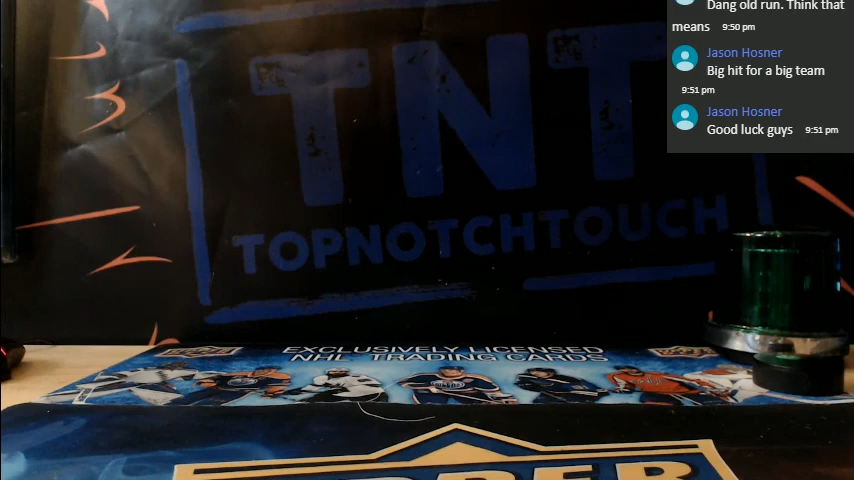 Dang old run. Think that
means 9:50 pm
Jason Hosner
Big hit for a big team
9:51 pm
Jason Hosner
Good luck guys 9:51 pm
TNT
TOPNOTCHTOUCH
EXCLUSIVELY LICENSED
NHL TRADING CARDS